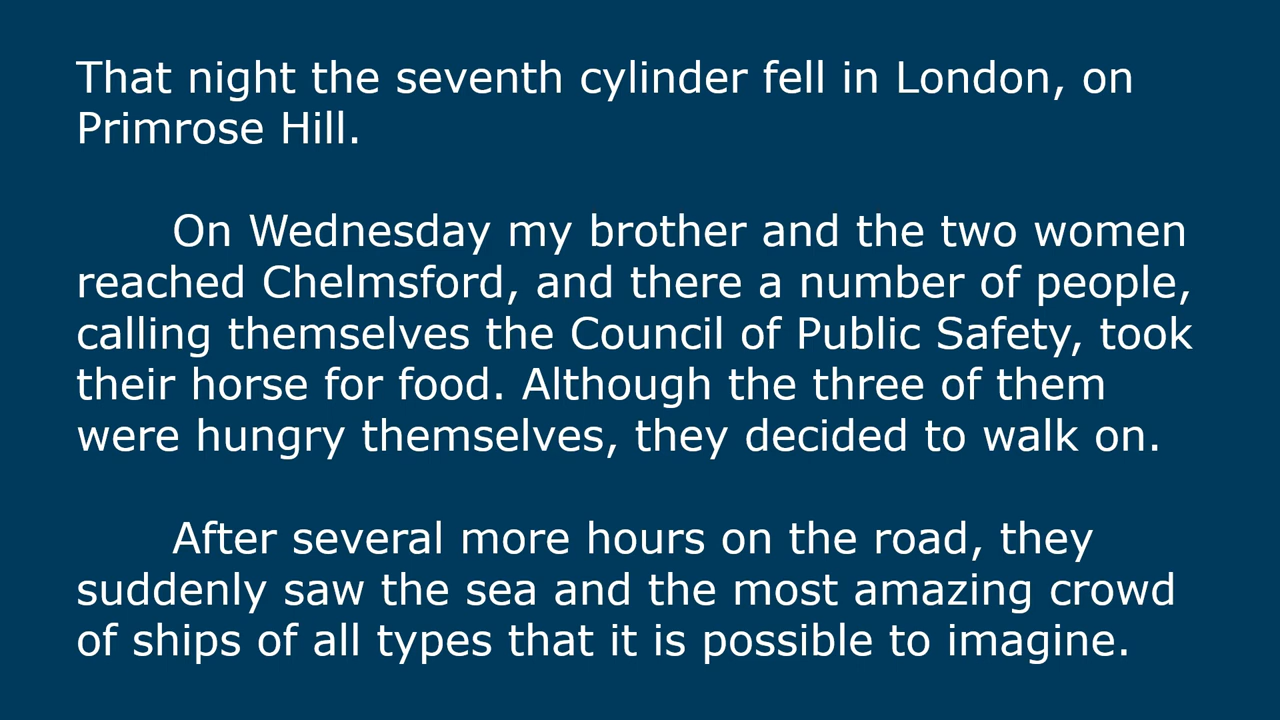 That night the seventh cylinder fell in London, on
Primrose Hill.
On Wednesday my brother and the two women
reached Chelmsford, and there a number of people,
calling themselves the Council of Public Safety, took
their horse for food. Although the three of them
were hungry themselves, they decided to walk on.
After several more hours on the road, they
suddenly saw the sea and the most amazing crowd
of ships of all types that it is possible to imagine.